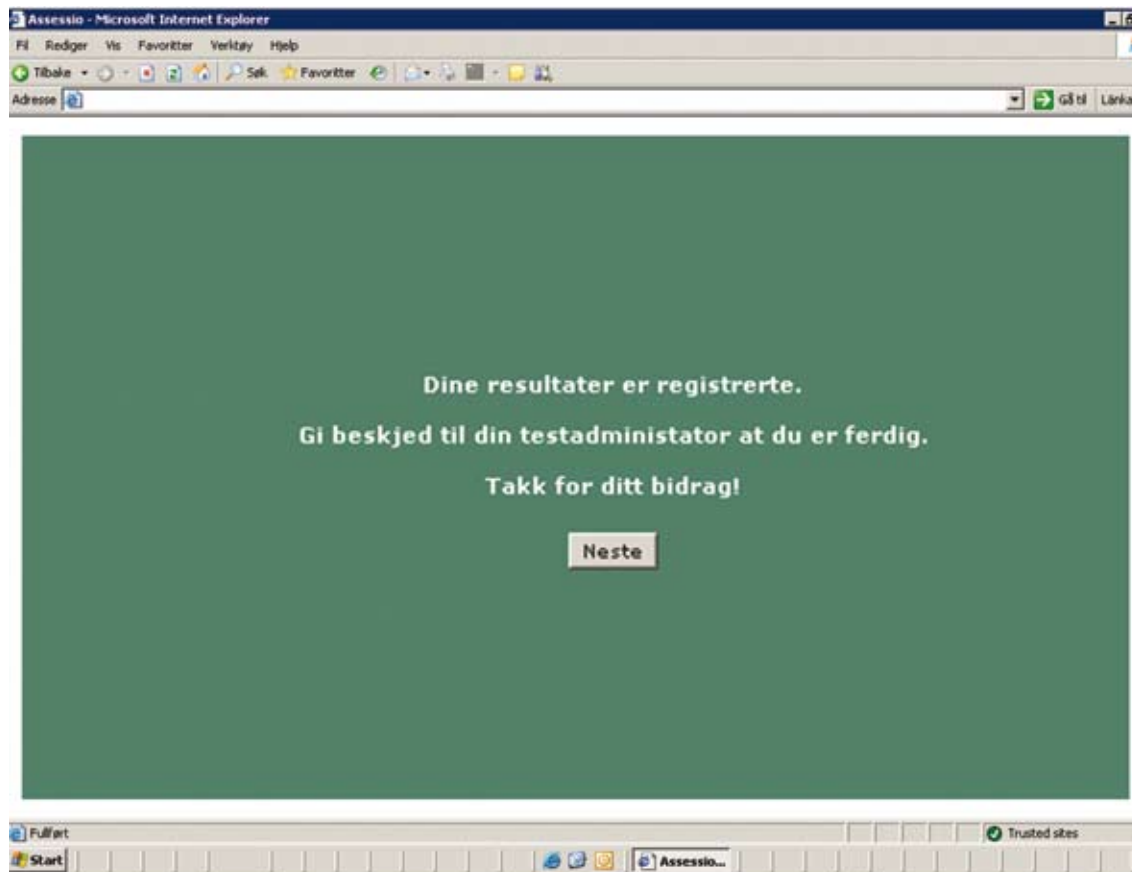 Assessio - Microsoft Internet Explorer
Fil Rediger Vis Favoritter Verktøy Hjelp
Tilbake Søk Favoritter
Adresse Gå til Länka
Dine resultater er registrerte.
Gi beskjed til din testadministator at du er ferdig.
Takk for ditt bidrag!
Neste
Fullført Trusted sites
Start Assessio...